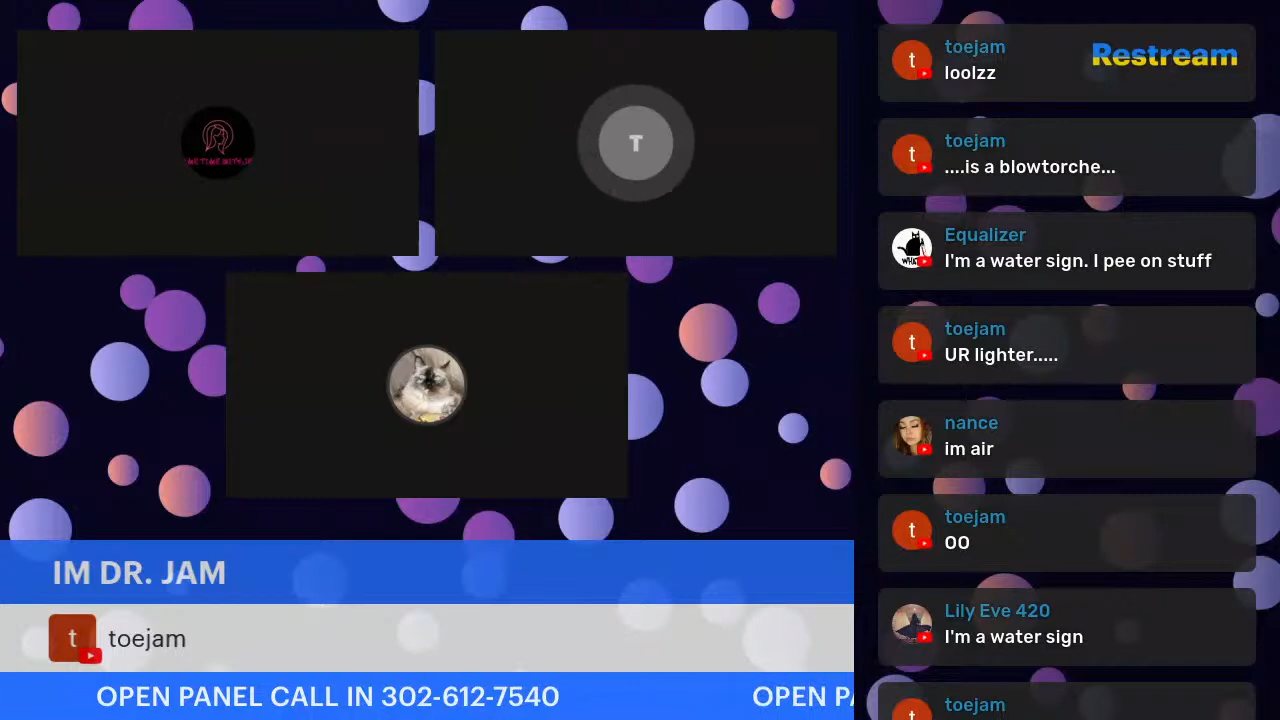 T
IM DR. JAM
t
toejam
OPEN PANEL CALL IN 302-612-7540
OPEN
Restream
t
toejam
loolzz
t
toejam
....is a blowtorche...
Equalizer
I'm a water sign. I pee on stuff
t
toejam
UR lighter.....
nance
im air
t
toejam
OO
Lily Eve 420
I'm a water sign
t
toejam